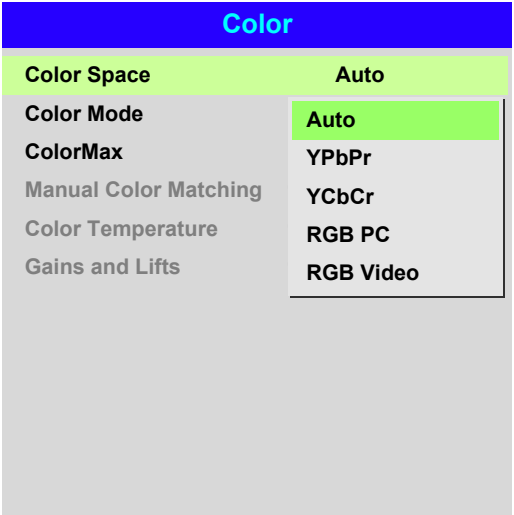 Color
Color Space Auto
Color Mode
Auto
ColorMax
YPbPr
Manual Color Matching
YCbCr
Color Temperature
RGB PC
Gains and Lifts
RGB Video